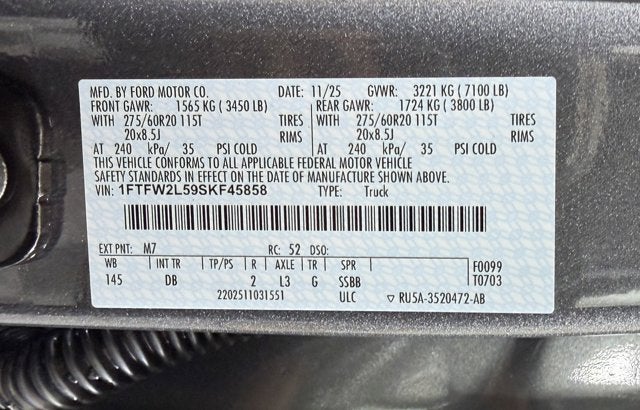 MFD. BY FORD MOTOR CO. DATE: 11/25 GVWR: 3221 KG ( 7100 LB)
FRONT GAWR: 1565 KG ( 3450 LB) REAR GAWR: 1724 KG ( 3800 LB)
WITH 275/60R20 115T TIRES WITH 275/60R20 115T TIRES
20x8.5J RIMS 20x8.5J RIMS
AT 240 kPa/ 35 PSI COLD AT 240 kPa/ 35 PSI COLD
THIS VEHICLE CONFORMS TO ALL APPLICABLE FEDERAL MOTOR VEHICLE
SAFETY STANDARDS IN EFFECT ON THE DATE OF MANUFACTURE SHOWN ABOVE.
VIN: 1FTFW2L59SKF45858 TYPE: Truck
EXT PNT: M7 RC: 52 DSO:
WB INT TR TP/PS R AXLE TR SPR F0099
145 DB 2 L3 G SSBB T0703
2202511031551 ULC ▽ RU5A-3520472-AB